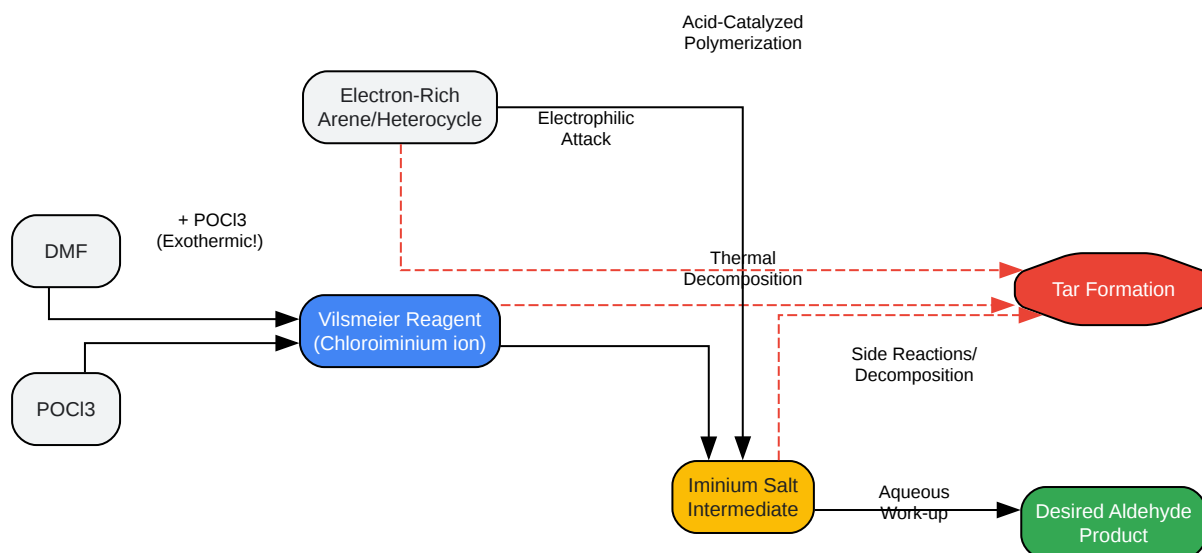 Acid-Catalyzed
Polymerization
Electron-Rich
Arene/Heterocycle
Electrophilic
Attack
+ POCl3
(Exothermic!)
DMF
Thermal
Decomposition
Tar Formation
Vilsmeier Reagent
(Chloroiminium ion)
Side Reactions/
Decomposition
POCl3
Iminium Salt
Intermediate
Aqueous
Work-up
Desired Aldehyde
Product